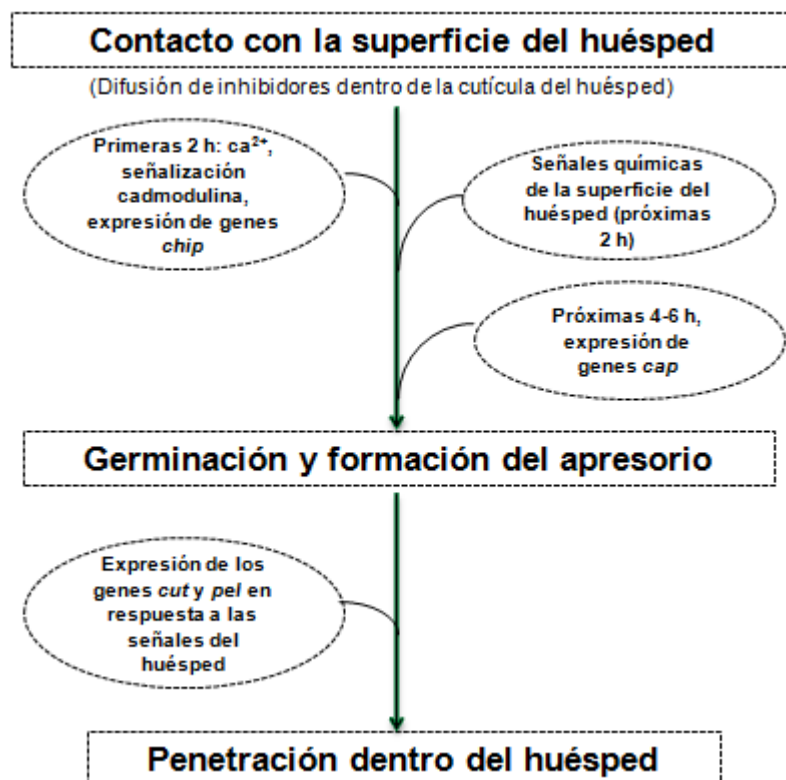 Contacto con la superficie del huésped
(Difusión de inhibidores dentro de la cutícula del huésped)
Primeras 2 h: ca²⁺,
señalización
cadmodulina,
expresión de genes
chip
Señales químicas
de la superficie del
huésped (próximas
2 h)
Próximas 4-6 h,
expresión de
genes cap
Germinación y formación del apresorio
Expresión de los
genes cut y pel en
respuesta a las
señales del
huésped
Penetración dentro del huésped